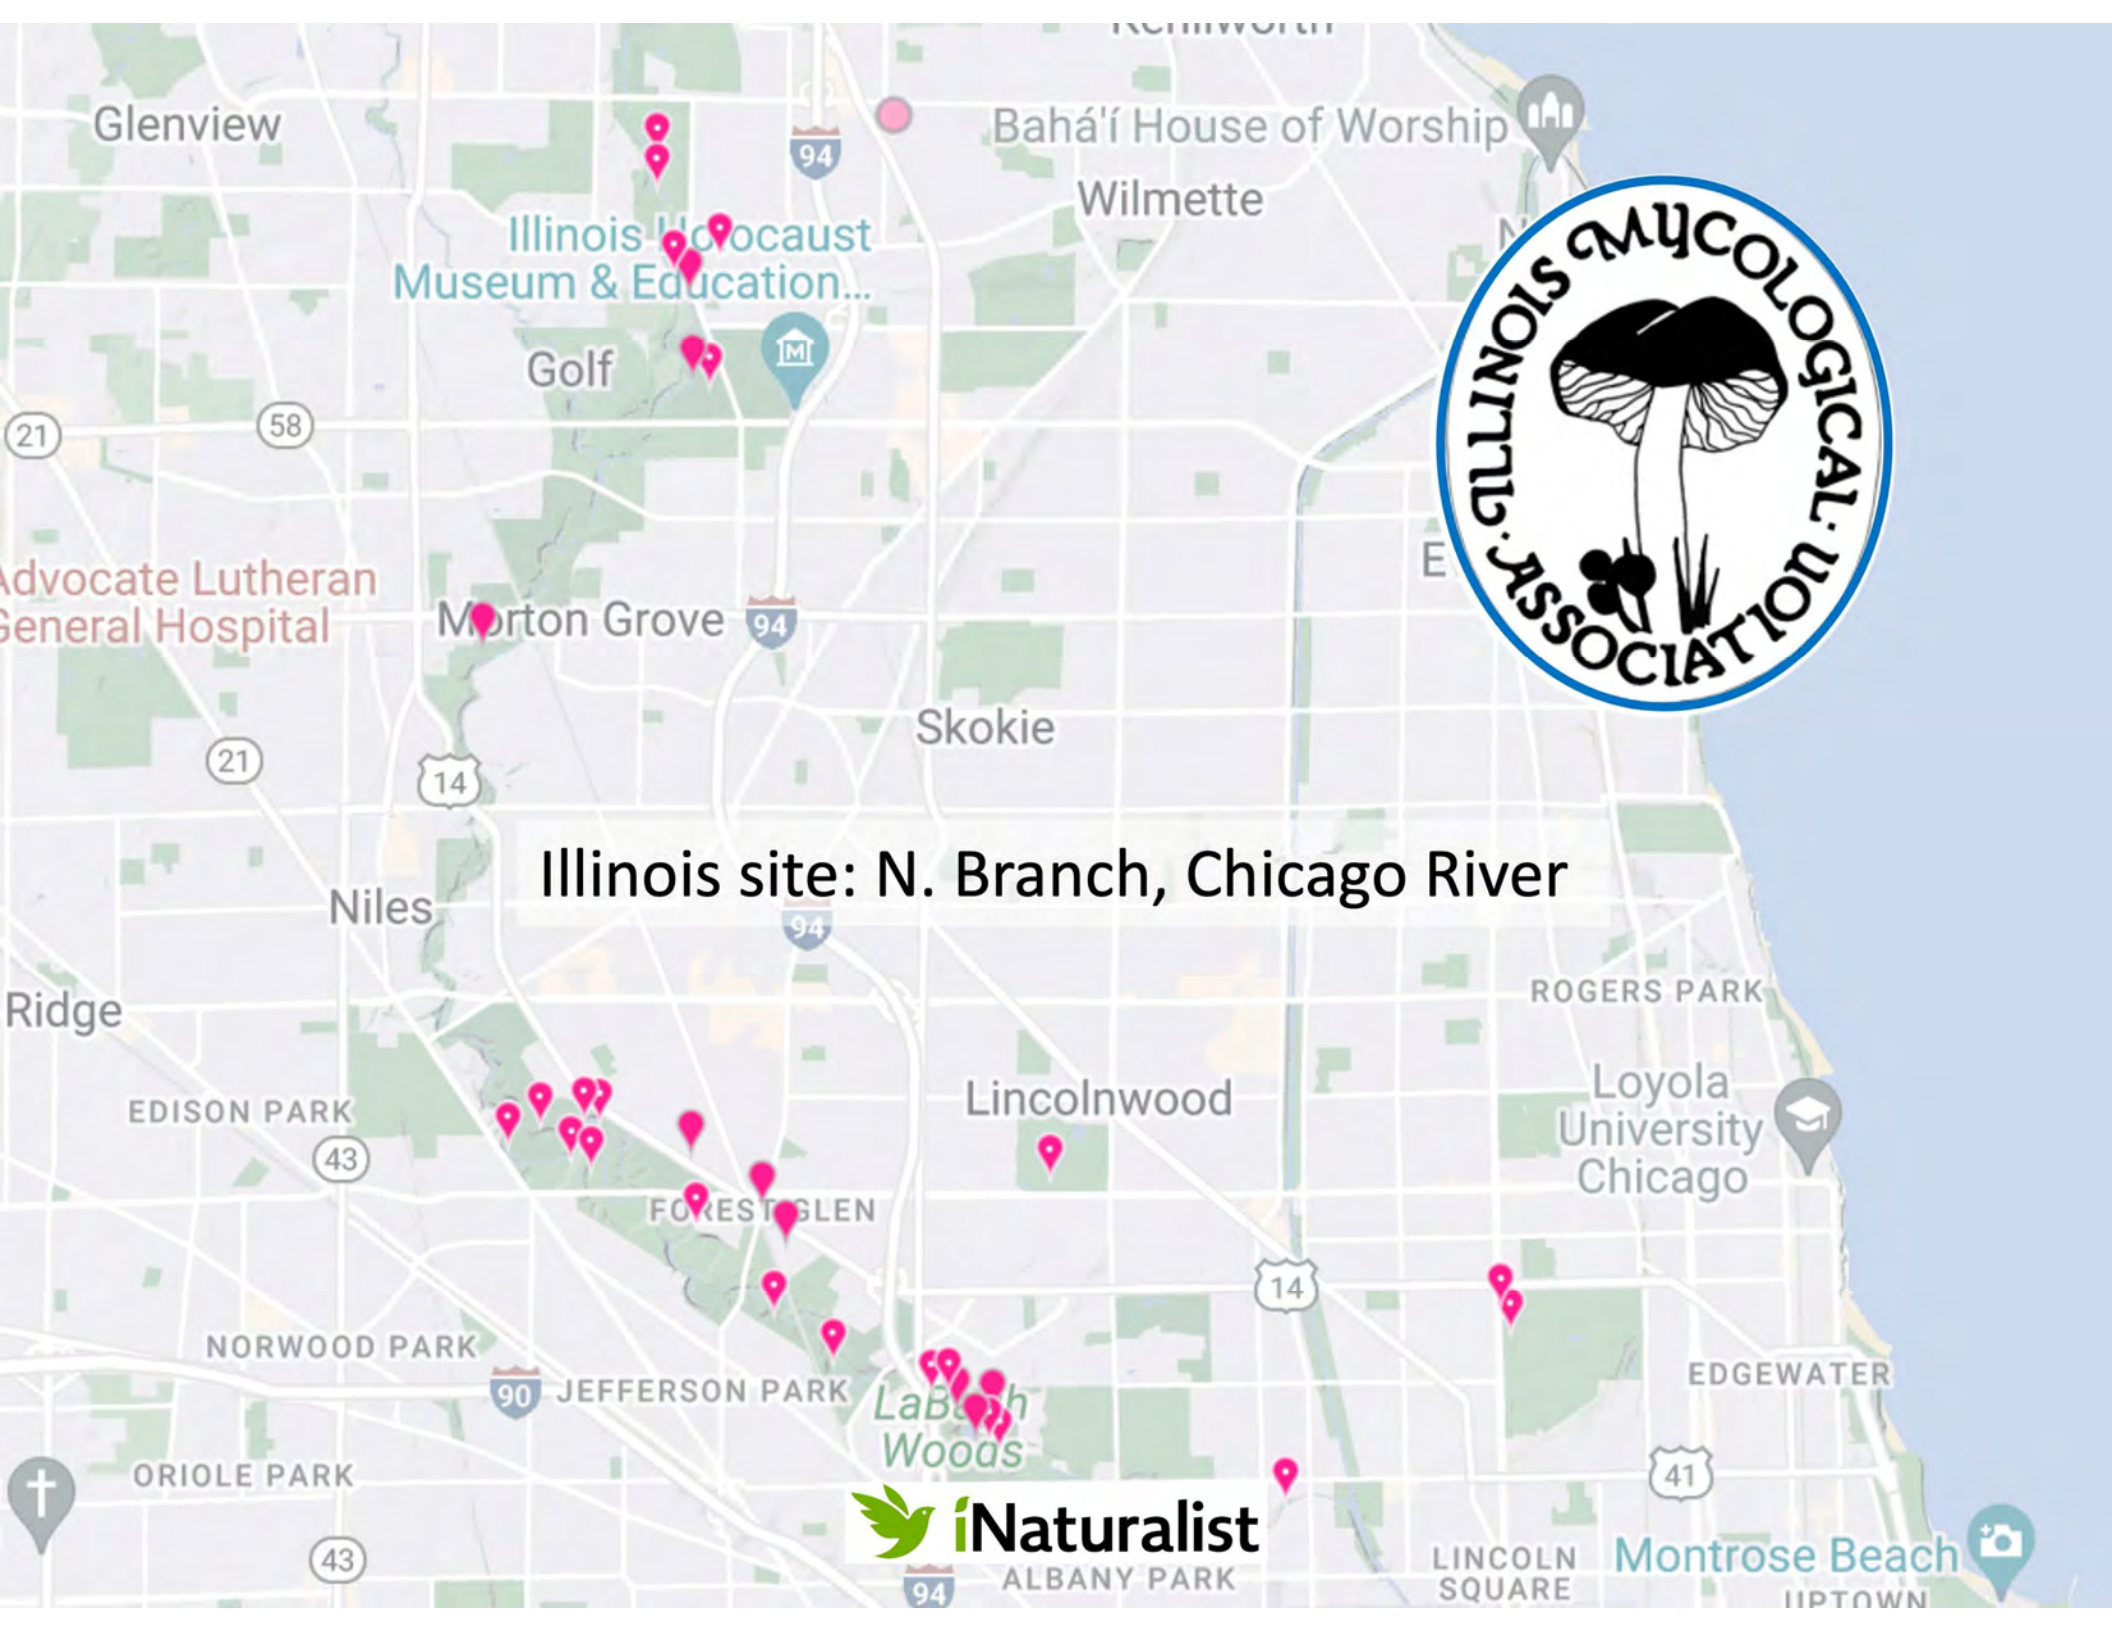 Kenilworth
Glenview
94
Bahá'í House of Worship
Wilmette
Illinois Holocaust
Museum & Education...
ILLINOIS MYCOLOGICAL ASSOCIATION
Golf
M
21
58
Advocate Lutheran
General Hospital
Morton Grove
94
Skokie
21
14
Illinois site: N. Branch, Chicago River
Niles
94
ROGERS PARK
Ridge
EDISON PARK
43
Lincolnwood
Loyola
University
Chicago
FOREST GLEN
14
NORWOOD PARK
90
JEFFERSON PARK
LaBagh
Woods
EDGEWATER
ORIOLE PARK
41
iNaturalist
43
94
ALBANY PARK
LINCOLN
SQUARE
Montrose Beach
UPTOWN